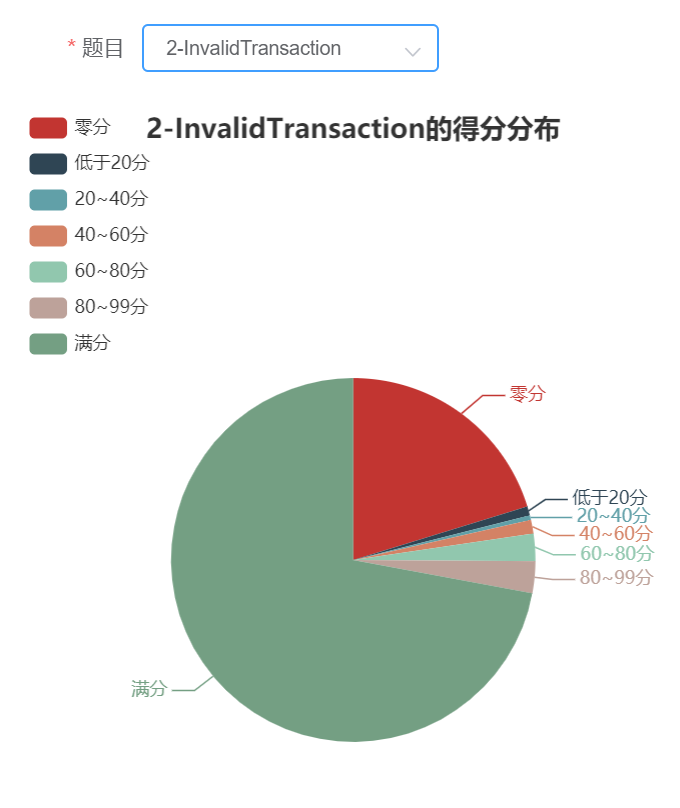 * 题目 2-InvalidTransaction
2-InvalidTransaction的得分分布
零分
低于20分
20~40分
40~60分
60~80分
80~99分
满分
零分
低于20分
20~40分
40~60分
60~80分
80~99分
满分